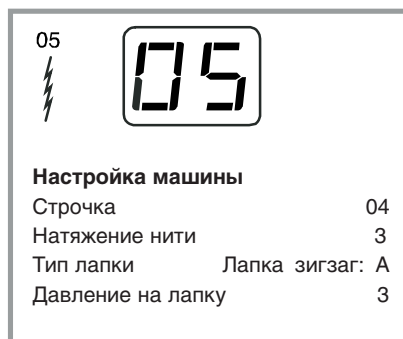 05
05
Настройка машины
Строчка 04
Натяжение нити 3
Тип лапки Лапка зигзаг: А
Давление на лапку 3